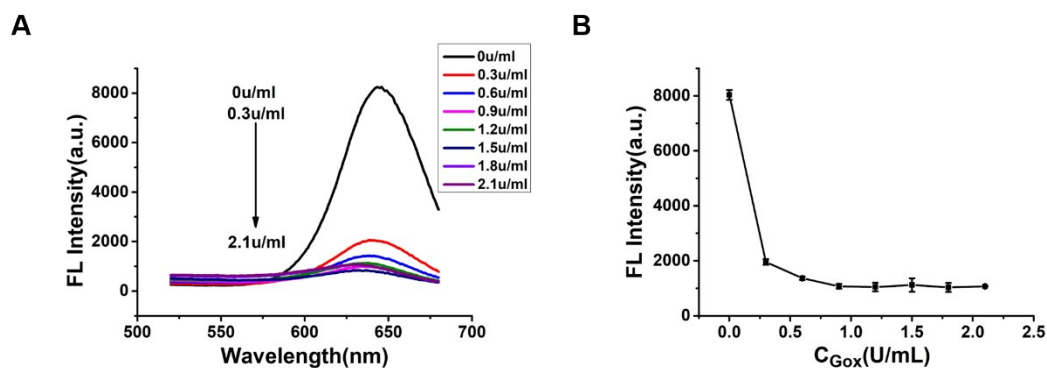 A
0u/ml
0.3u/ml
0.6u/ml
0.9u/ml
1.2u/ml
1.5u/ml
1.8u/ml
2.1u/ml
0u/ml
0.3u/ml
2.1u/ml
FL Intensity(a.u.)
8000
6000
4000
2000
0
500
550
600
650
700
Wavelength(nm)
B
FL Intensity(a.u.)
8000
6000
4000
2000
0
0.0
0.5
1.0
1.5
2.0
2.5
CGox(U/mL)